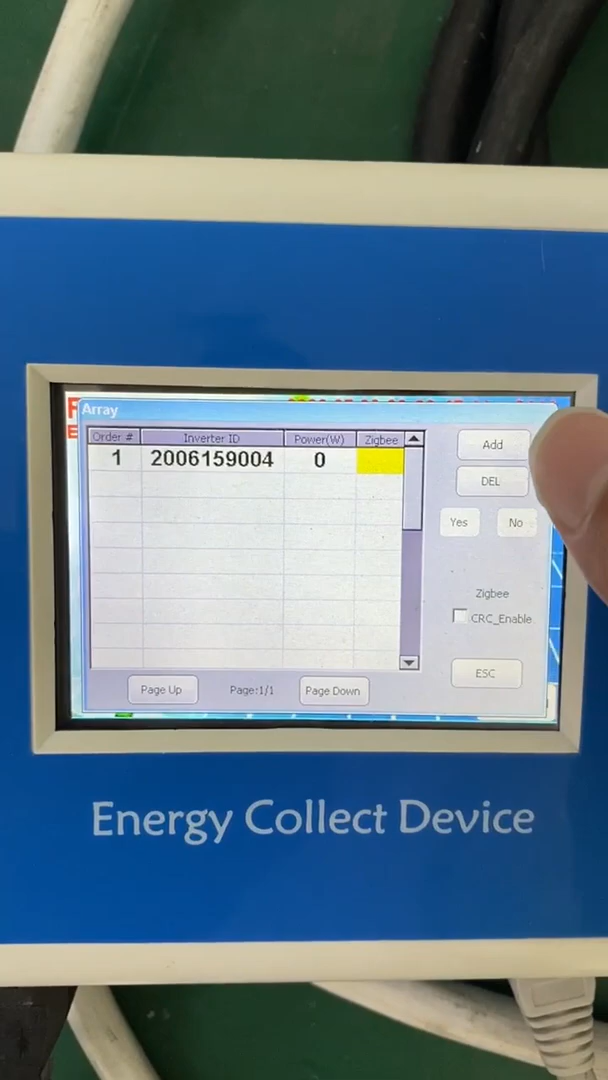 Array
Order # Inverter ID Power(W) Zigbee
1 2006159004 0
Add
DEL
Yes No
Zigbee
CRC_Enable
ESC
Page Up Page:1/1 Page Down
Energy Collect Device